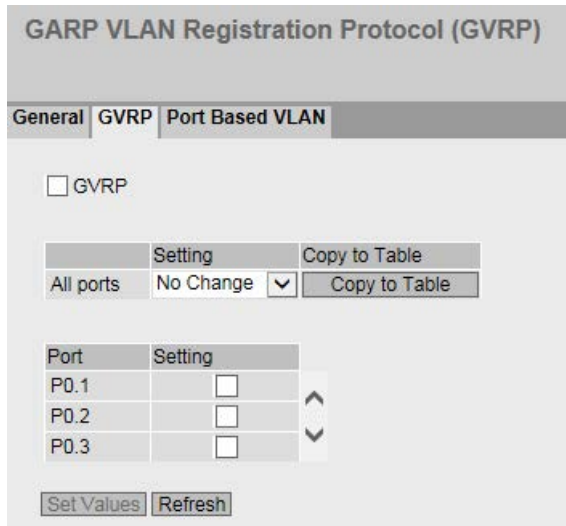 GARP VLAN Registration Protocol (GVRP)
General GVRP Port Based VLAN
GVRP
Setting Copy to Table
All ports No Change Copy to Table
Port Setting
P0.1
P0.2
P0.3
Set Values Refresh